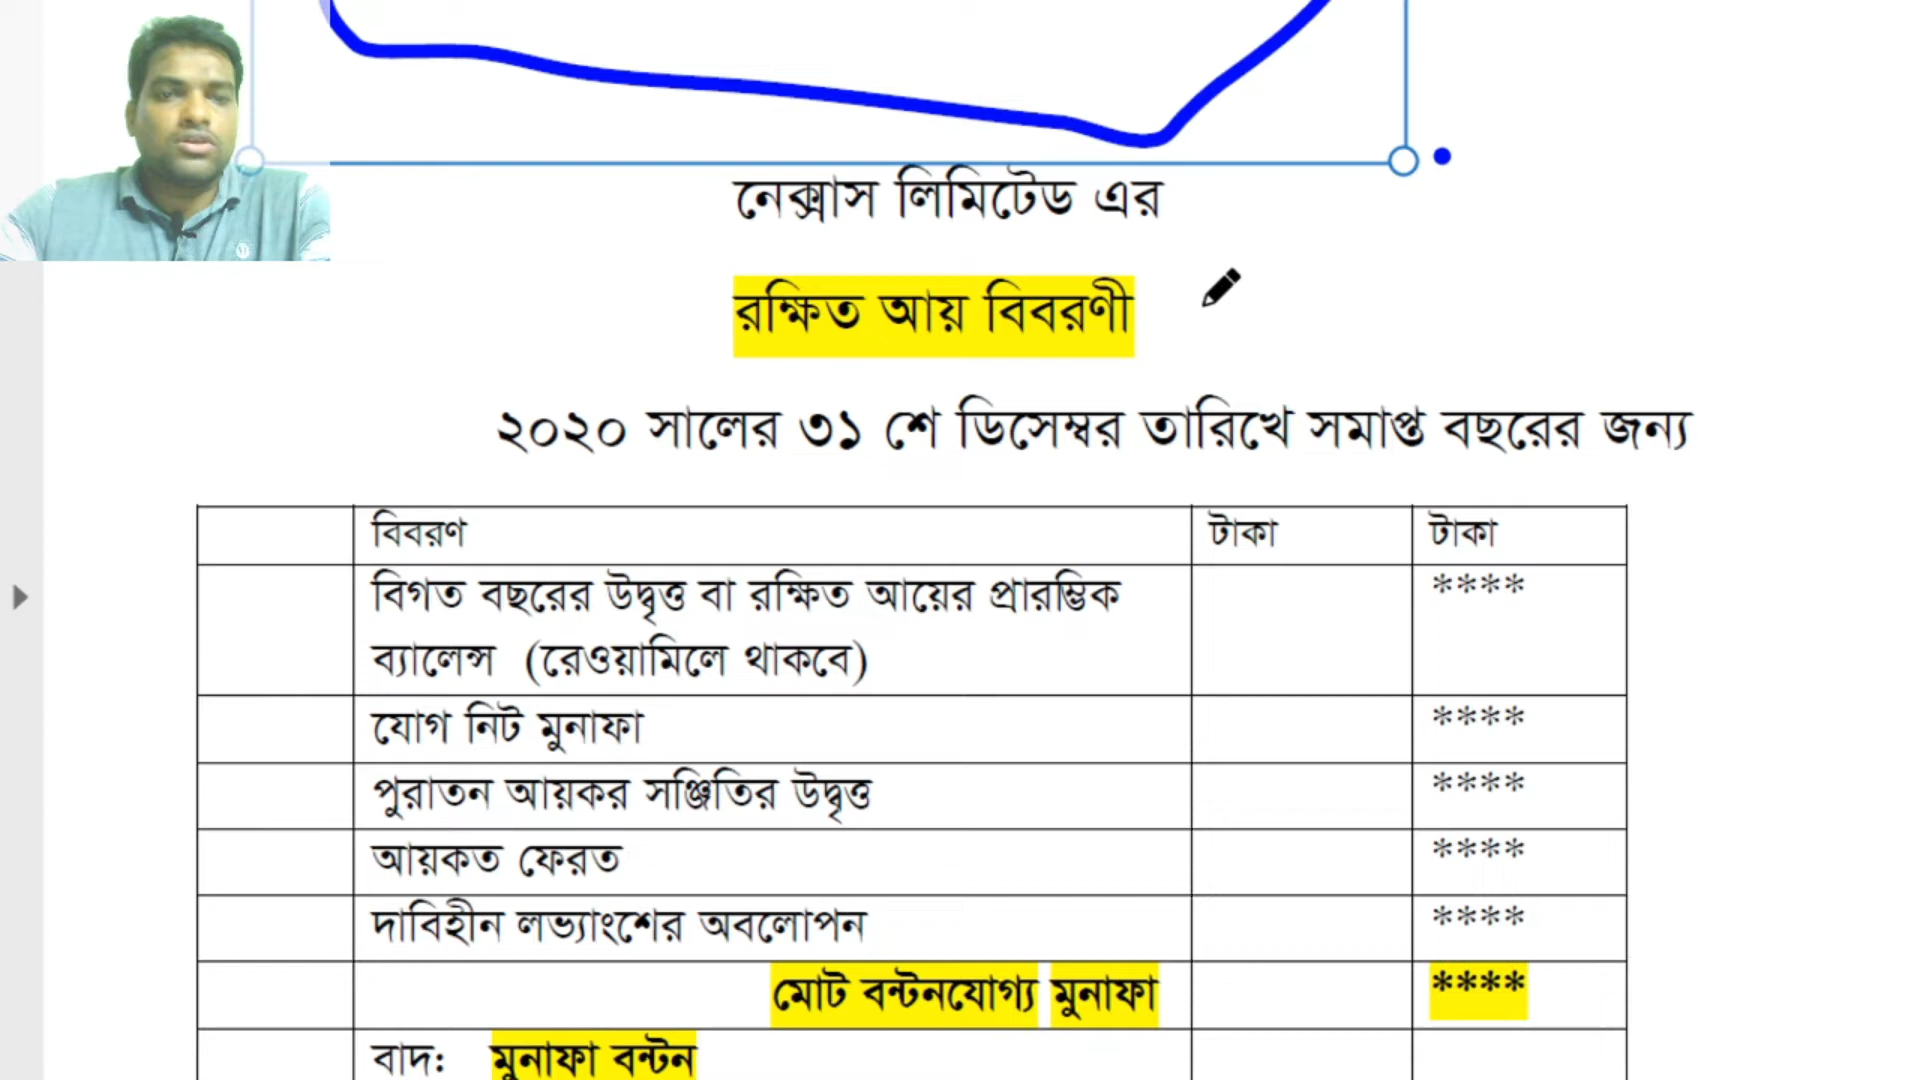 নেক্সাস লিমিটেড এর
রক্ষিত আয় বিবরণী
২০২০ সালের ৩১ শে ডিসেম্বর তারিখে সমাপ্ত বছরের জন্য
বিবরণ টাকা টাকা
বিগত বছরের উদ্বৃত্ত বা রক্ষিত আয়ের প্রারম্ভিক ****
ব্যালেন্স (রেওয়ামিলে থাকবে)
যোগ নিট মুনাফা ****
পুরাতন আয়কর সঞ্জিতির উদ্বৃত্ত ****
আয়কত ফেরত ****
দাবিহীন লভ্যাংশের অবলোপন ****
মোট বন্টনযোগ্য মুনাফা ****
বাদ: মুনাফা বন্টন